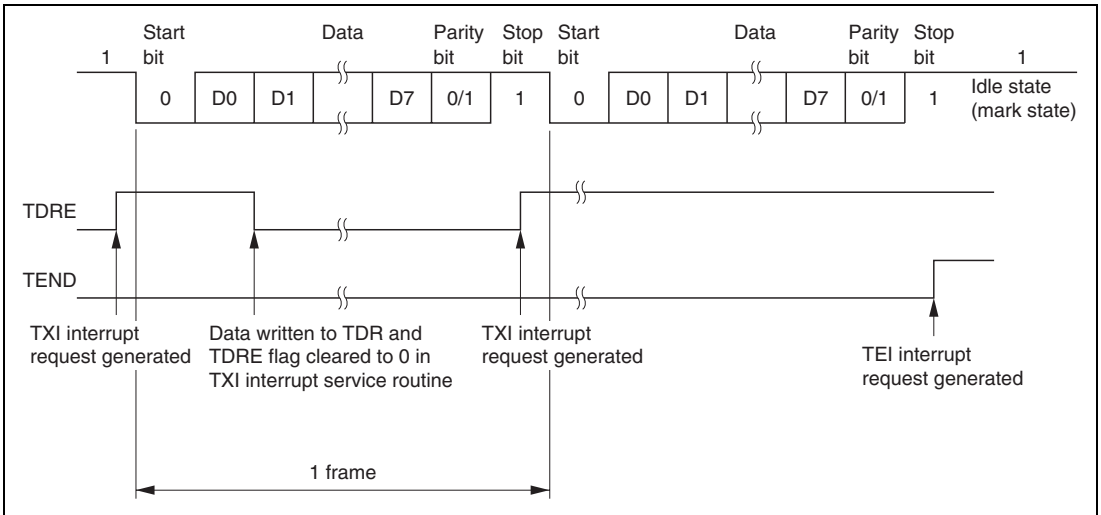 Start Data Parity Stop Start Data Parity Stop
1 bit bit bit bit bit bit 1
0 D0 D1 D7 0/1 1 0 D0 D1 D7 0/1 1 Idle state
(mark state)
TDRE
TEND
TXI interrupt
request generated
Data written to TDR and
TDRE flag cleared to 0 in
TXI interrupt service routine
TXI interrupt
request generated
TEI interrupt
request generated
1 frame